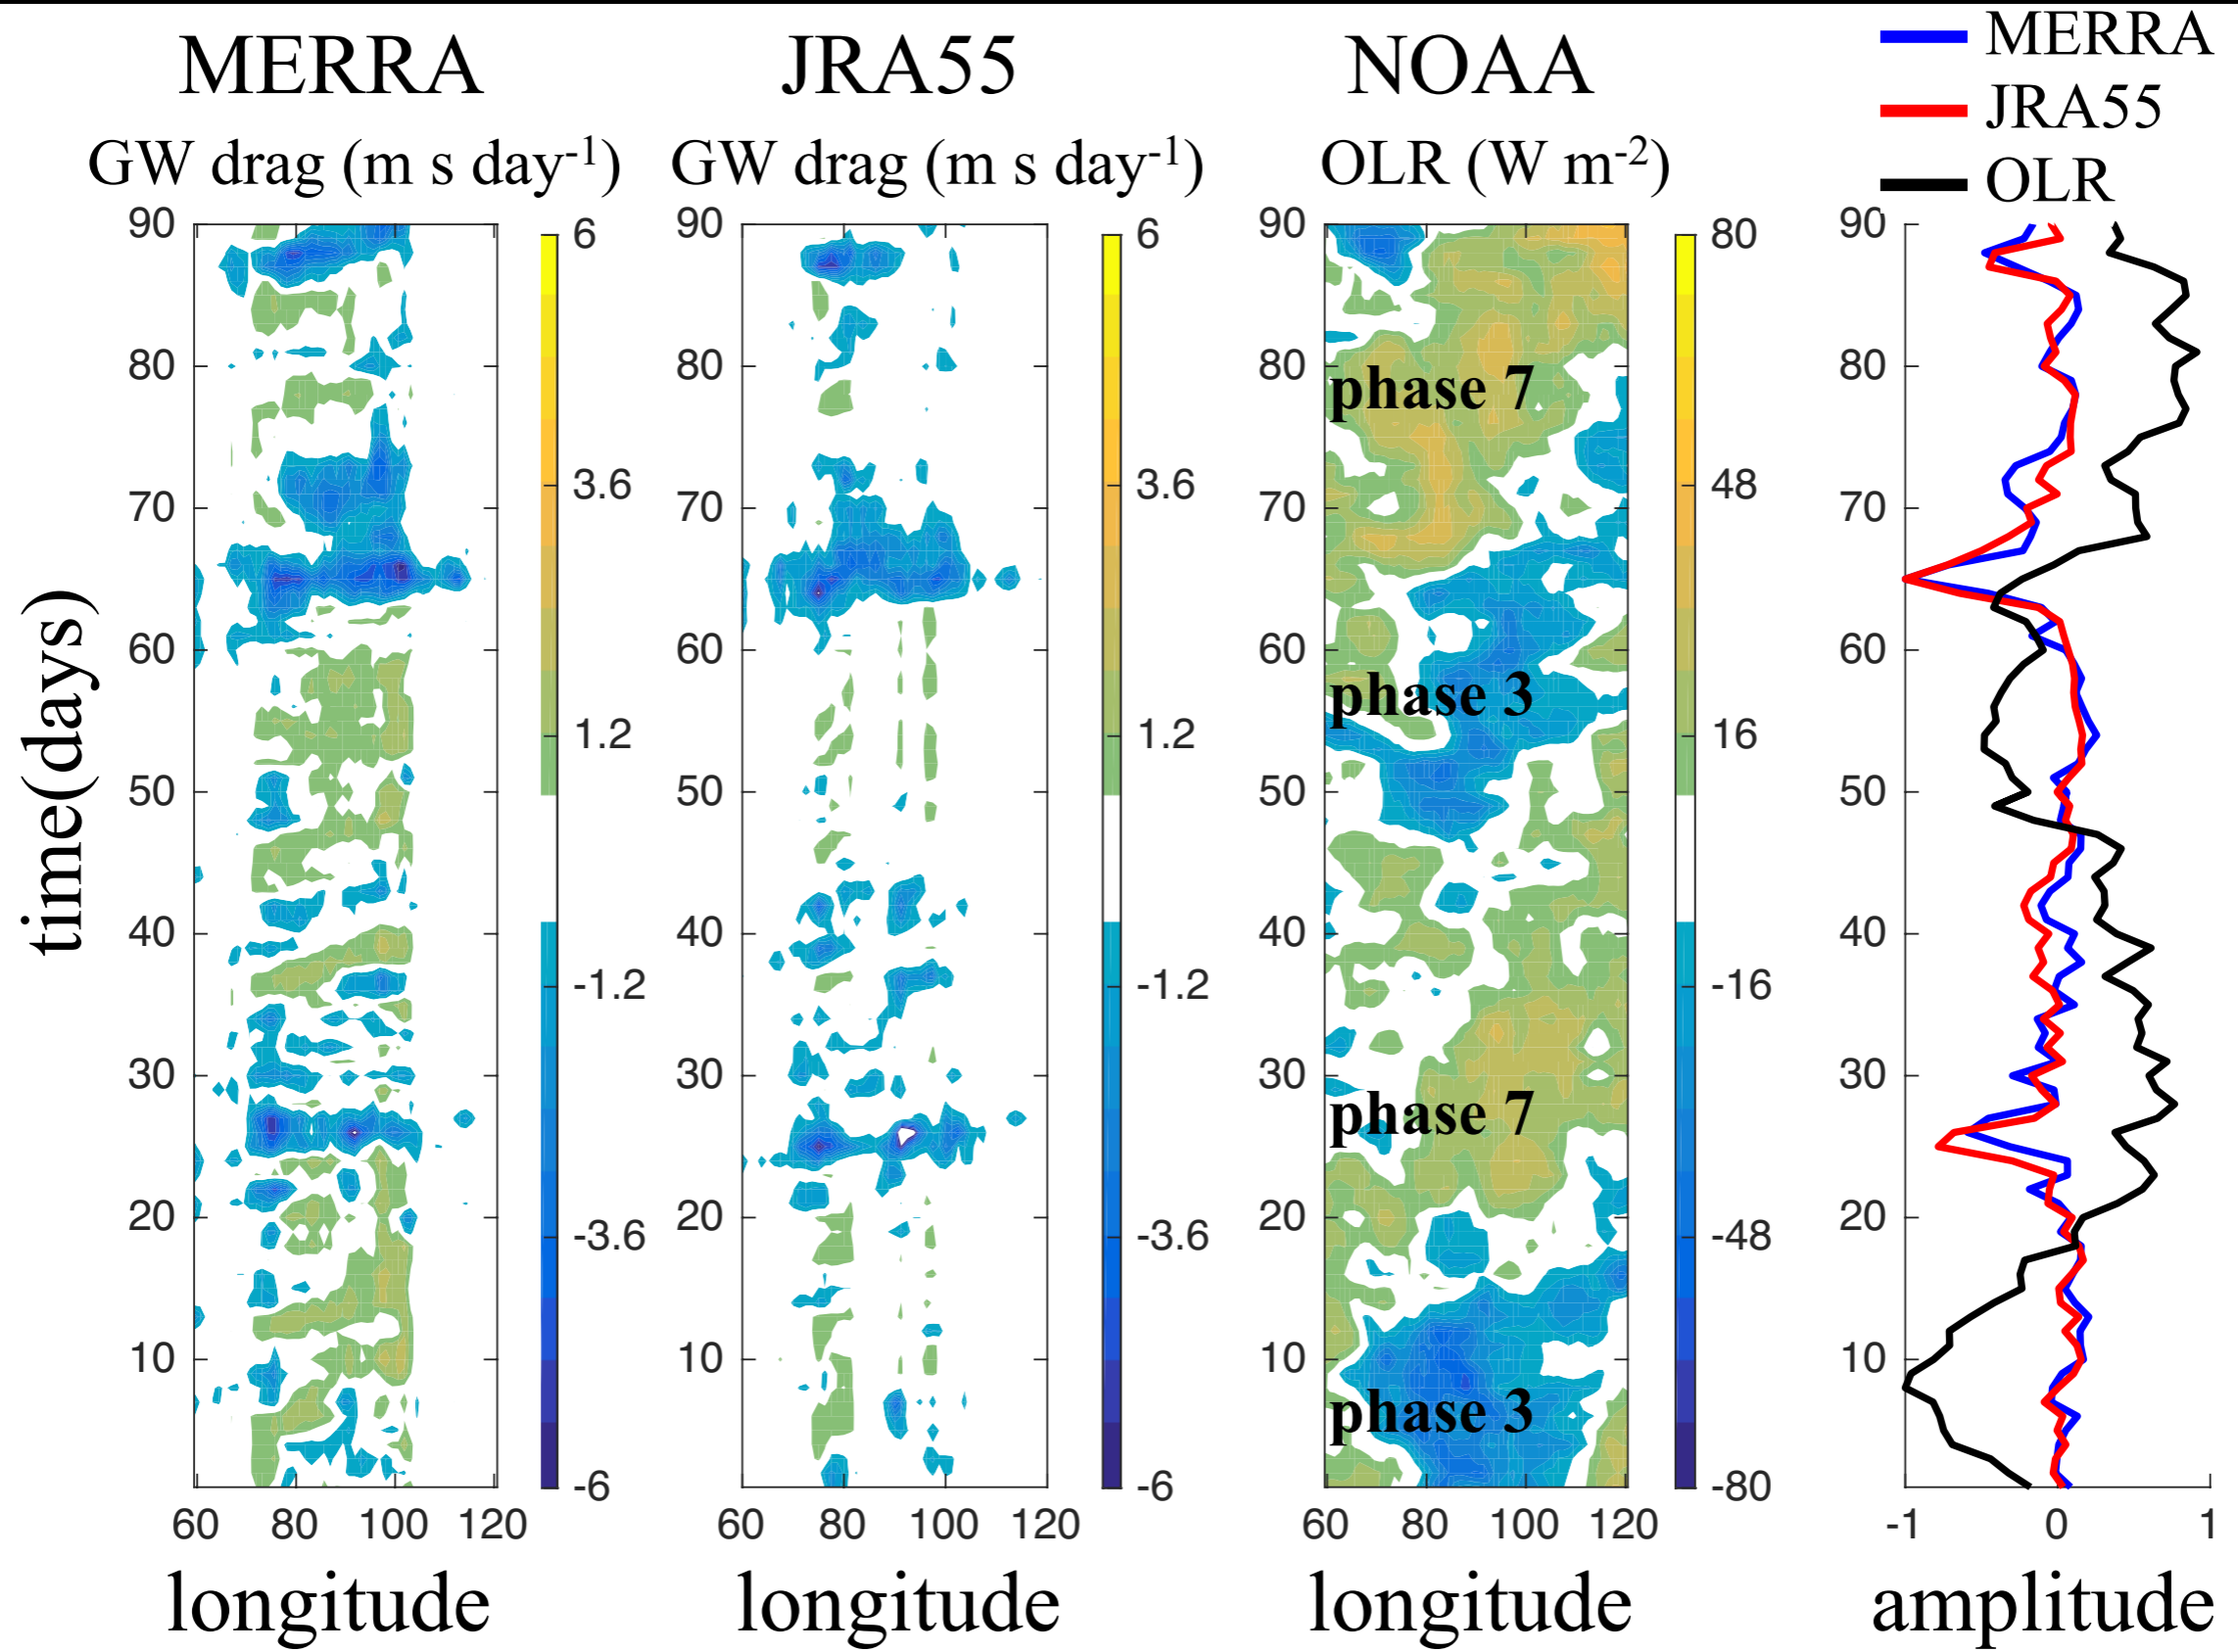 MERRA
GW drag (m s day-1)
90
80
70
60
50
40
30
20
10
60 80 100 120
longitude
time(days)
6
3.6
1.2
-1.2
-3.6
-6
JRA55
GW drag (m s day-1)
90
80
70
60
50
40
30
20
10
60 80 100 120
longitude
6
3.6
1.2
-1.2
-3.6
-6
NOAA
OLR (W m-2)
90
80
70
60
50
40
30
20
10
phase 7
phase 3
phase 7
phase 3
60 80 100 120
longitude
80
48
16
-16
-48
-80
MERRA
JRA55
OLR
90
80
70
60
50
40
30
20
10
-1 0 1
amplitude